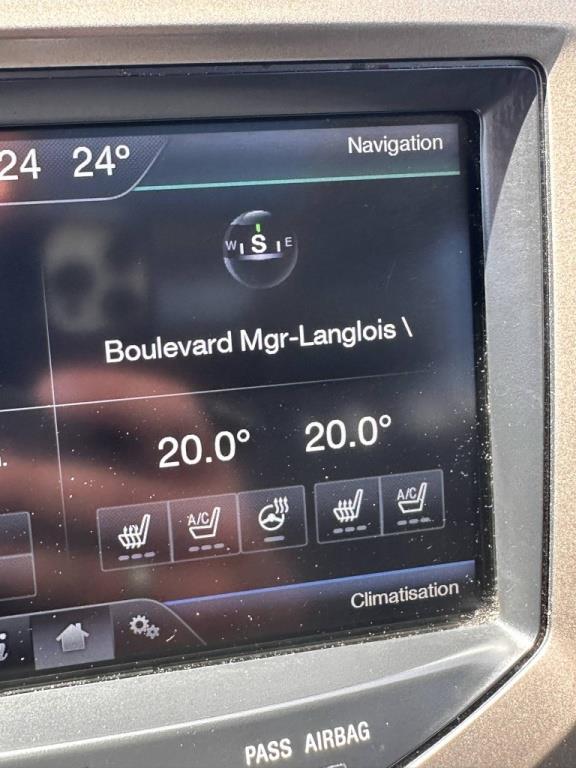 24 24°
Navigation
W S E
Boulevard Mgr-Langlois \
20.0° 20.0°
A/C A/C
Climatisation
PASS AIRBAG